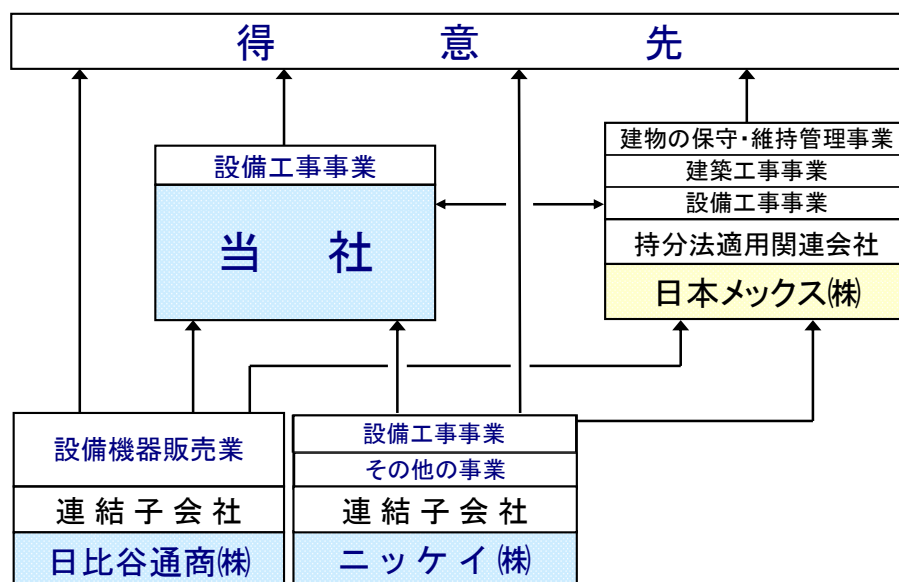 得意先
設備工事事業
当社
建物の保守・維持管理事業
建築工事事業
設備工事事業
持分法適用関連会社
日本メックス㈱
設備機器販売業
連結子会社
日比谷通商㈱
設備工事事業
その他の事業
連結子会社
ニッケイ㈱